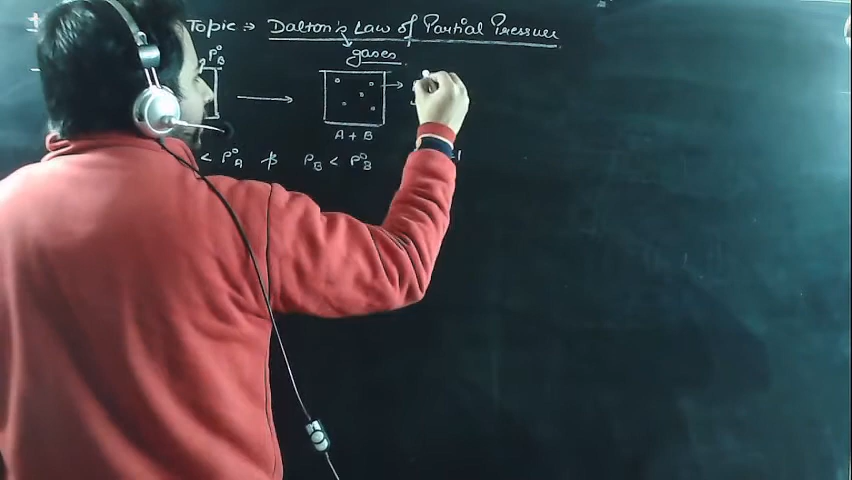 Topic :→ Dalton's Law of Partial Pressure
gases
P°B
A + B
< P°A & PB < P°B